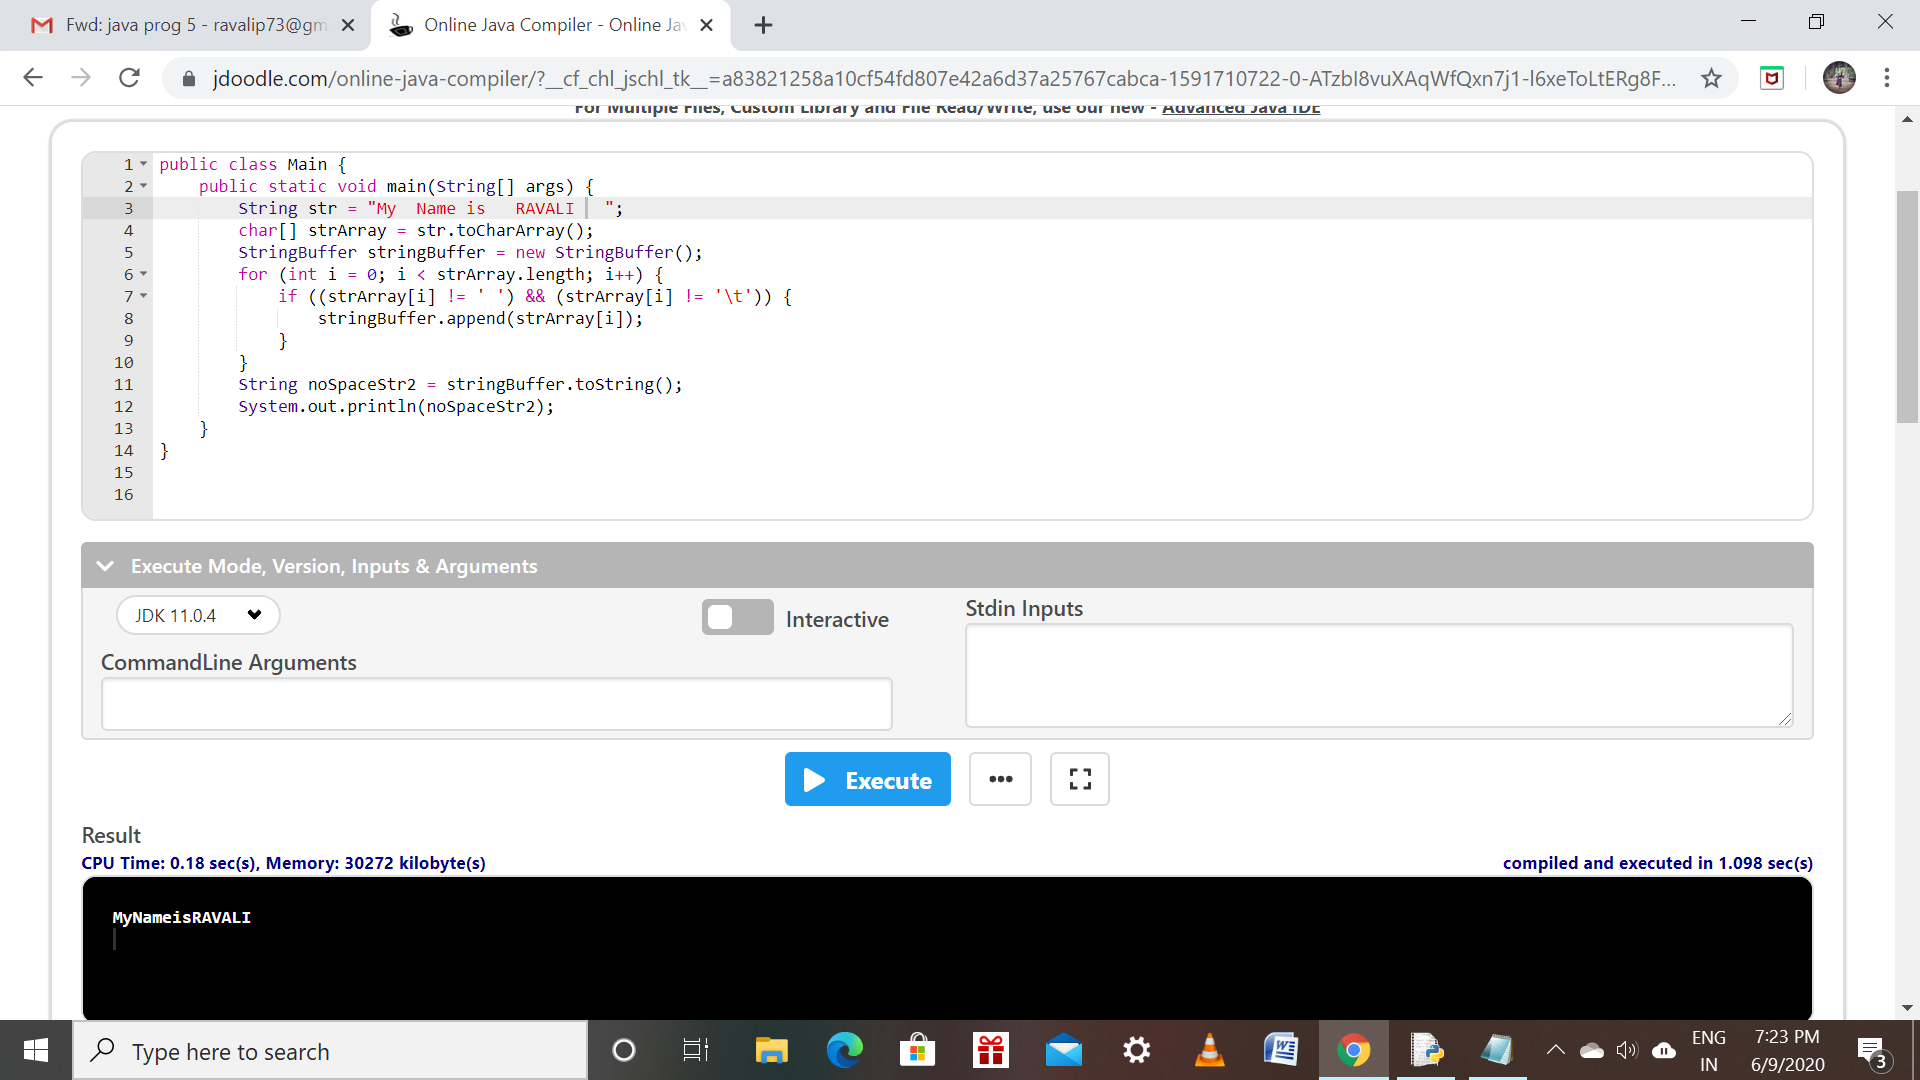 Fwd: java prog 5 - ravalip73@gm
Online Java Compiler - Online Jav
jdoodle.com/online-java-compiler/?__cf_chl_jschl_tk__=a83821258a10cf54fd807e42a6d37a25767cabca-1591710722-0-ATzbI8vuXAqWfQxn7j1-l6xeToLtERg8F...
For Multiple Files, Custom Library and File Read/Write, use our new - Advanced Java IDE
1 public class Main {
2     public static void main(String[] args) {
3         String str = "My  Name is   RAVALI   ";
4         char[] strArray = str.toCharArray();
5         StringBuffer stringBuffer = new StringBuffer();
6         for (int i = 0; i < strArray.length; i++) {
7             if ((strArray[i] != ' ') && (strArray[i] != '\t')) {
8                 stringBuffer.append(strArray[i]);
9             }
10         }
11         String noSpaceStr2 = stringBuffer.toString();
12         System.out.println(noSpaceStr2);
13     }
14 }
15
16
Execute Mode, Version, Inputs & Arguments
JDK 11.0.4
Interactive
Stdin Inputs
CommandLine Arguments
Execute
Result
CPU Time: 0.18 sec(s), Memory: 30272 kilobyte(s)
compiled and executed in 1.098 sec(s)
MyNameisRAVALI
Type here to search
ENG
IN
7:23 PM
6/9/2020
3